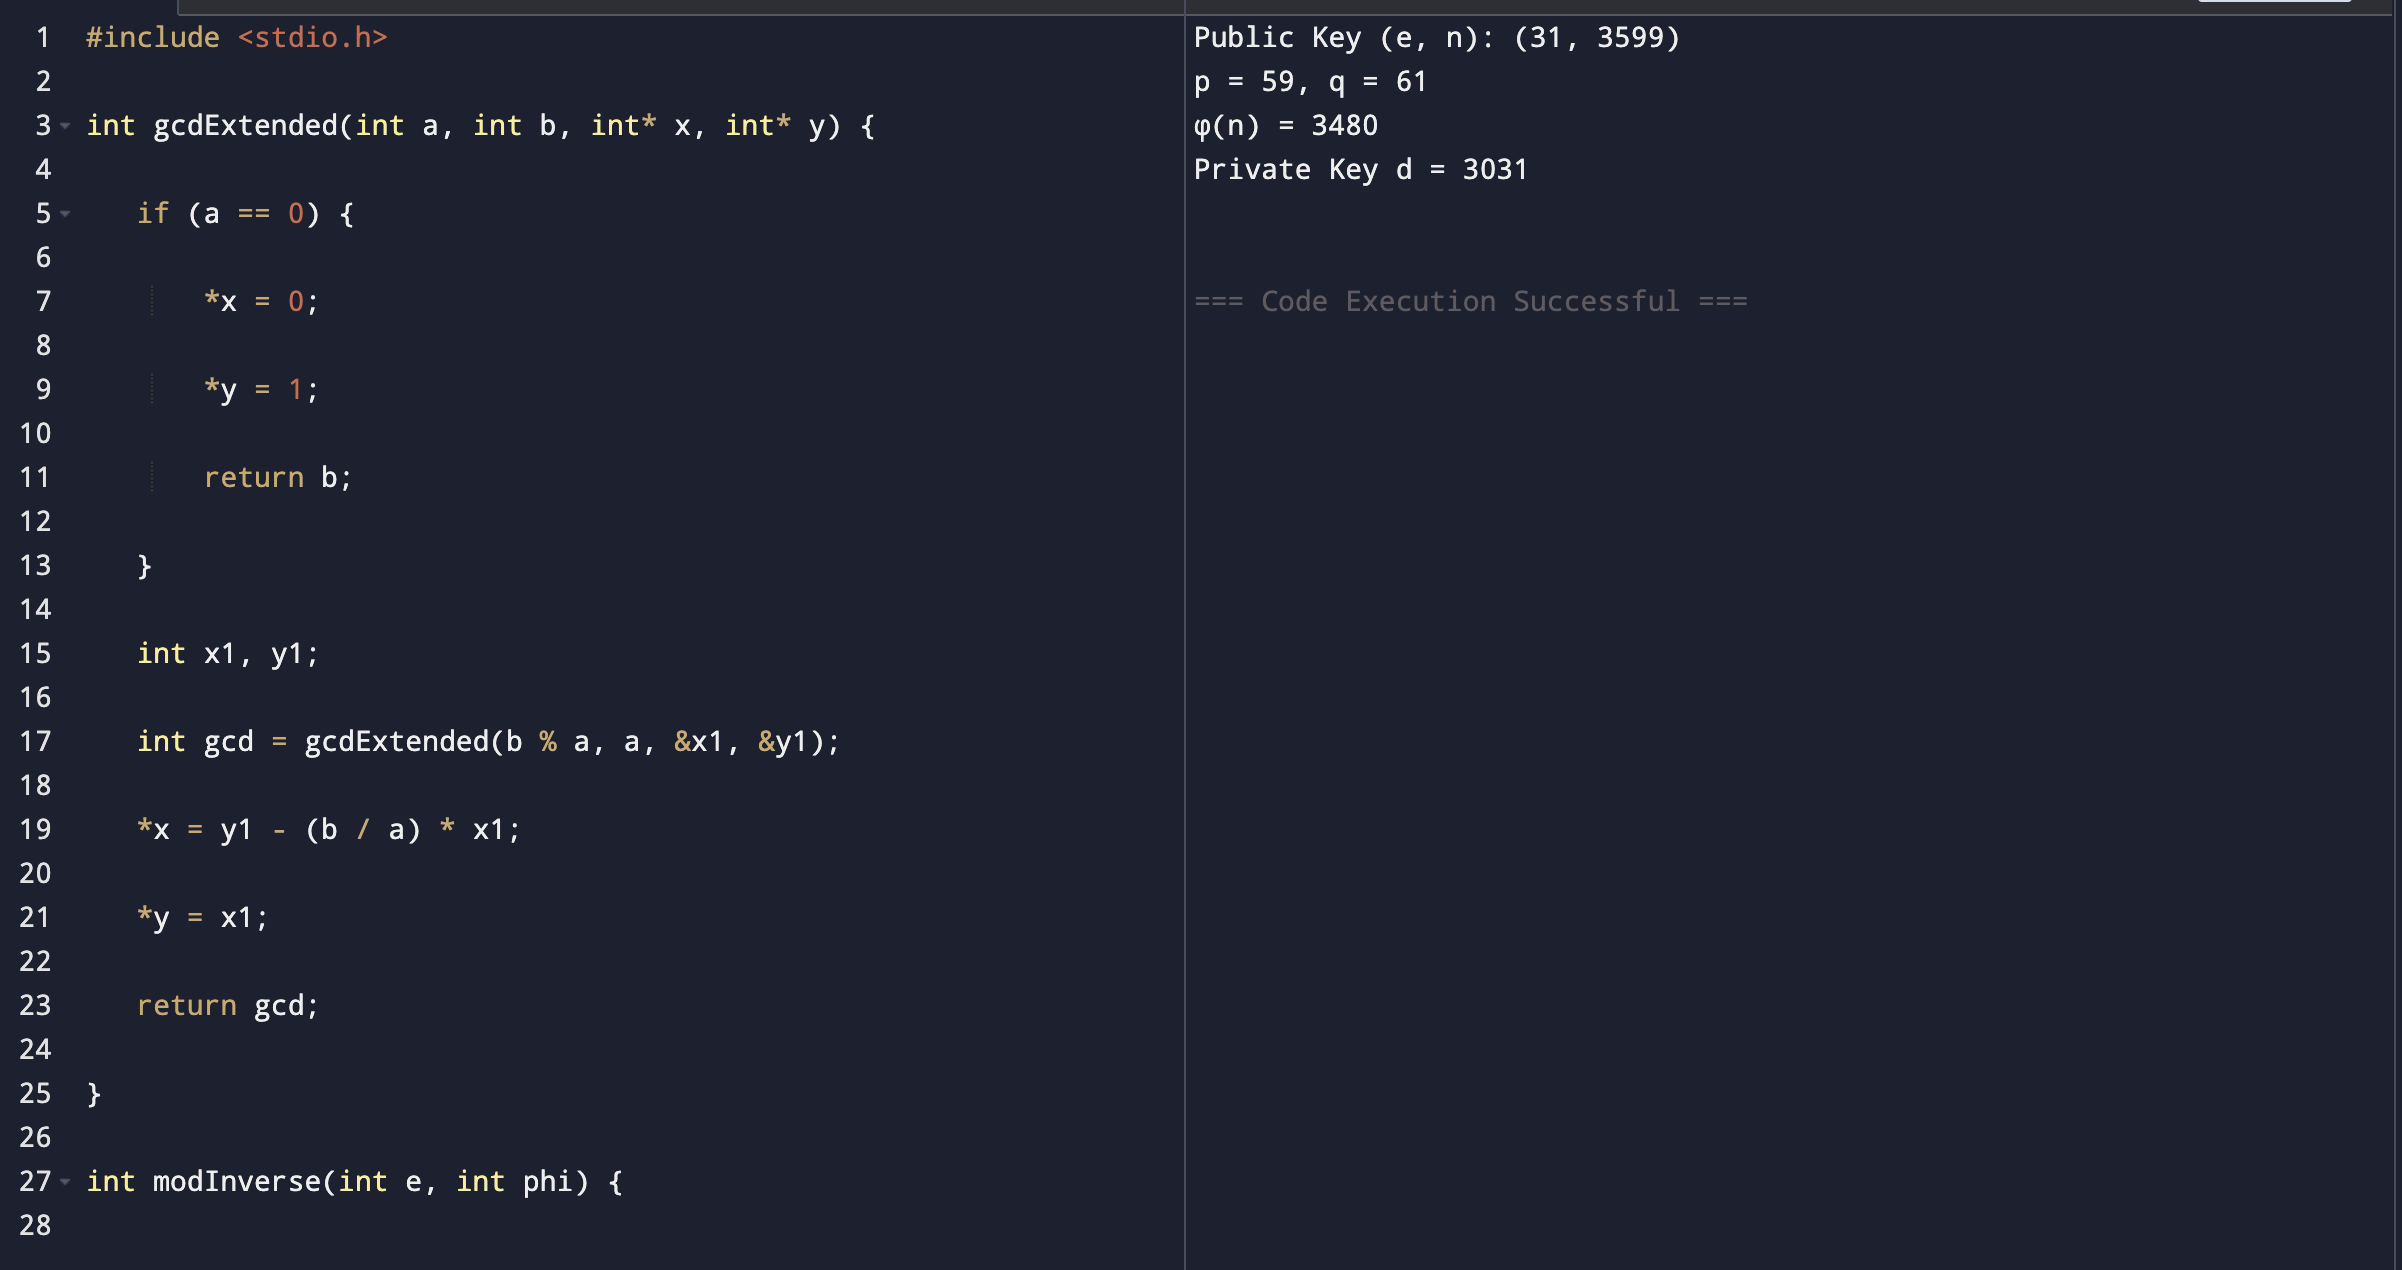 1 #include <stdio.h>
2
3 int gcdExtended(int a, int b, int* x, int* y) {
4
5 if (a == 0) {
6
7 *x = 0;
8
9 *y = 1;
10
11 return b;
12
13 }
14
15 int x1, y1;
16
17 int gcd = gcdExtended(b % a, a, &x1, &y1);
18
19 *x = y1 - (b / a) * x1;
20
21 *y = x1;
22
23 return gcd;
24
25 }
26
27 int modInverse(int e, int phi) {
28
Public Key (e, n): (31, 3599)
p = 59, q = 61
φ(n) = 3480
Private Key d = 3031
=== Code Execution Successful ===